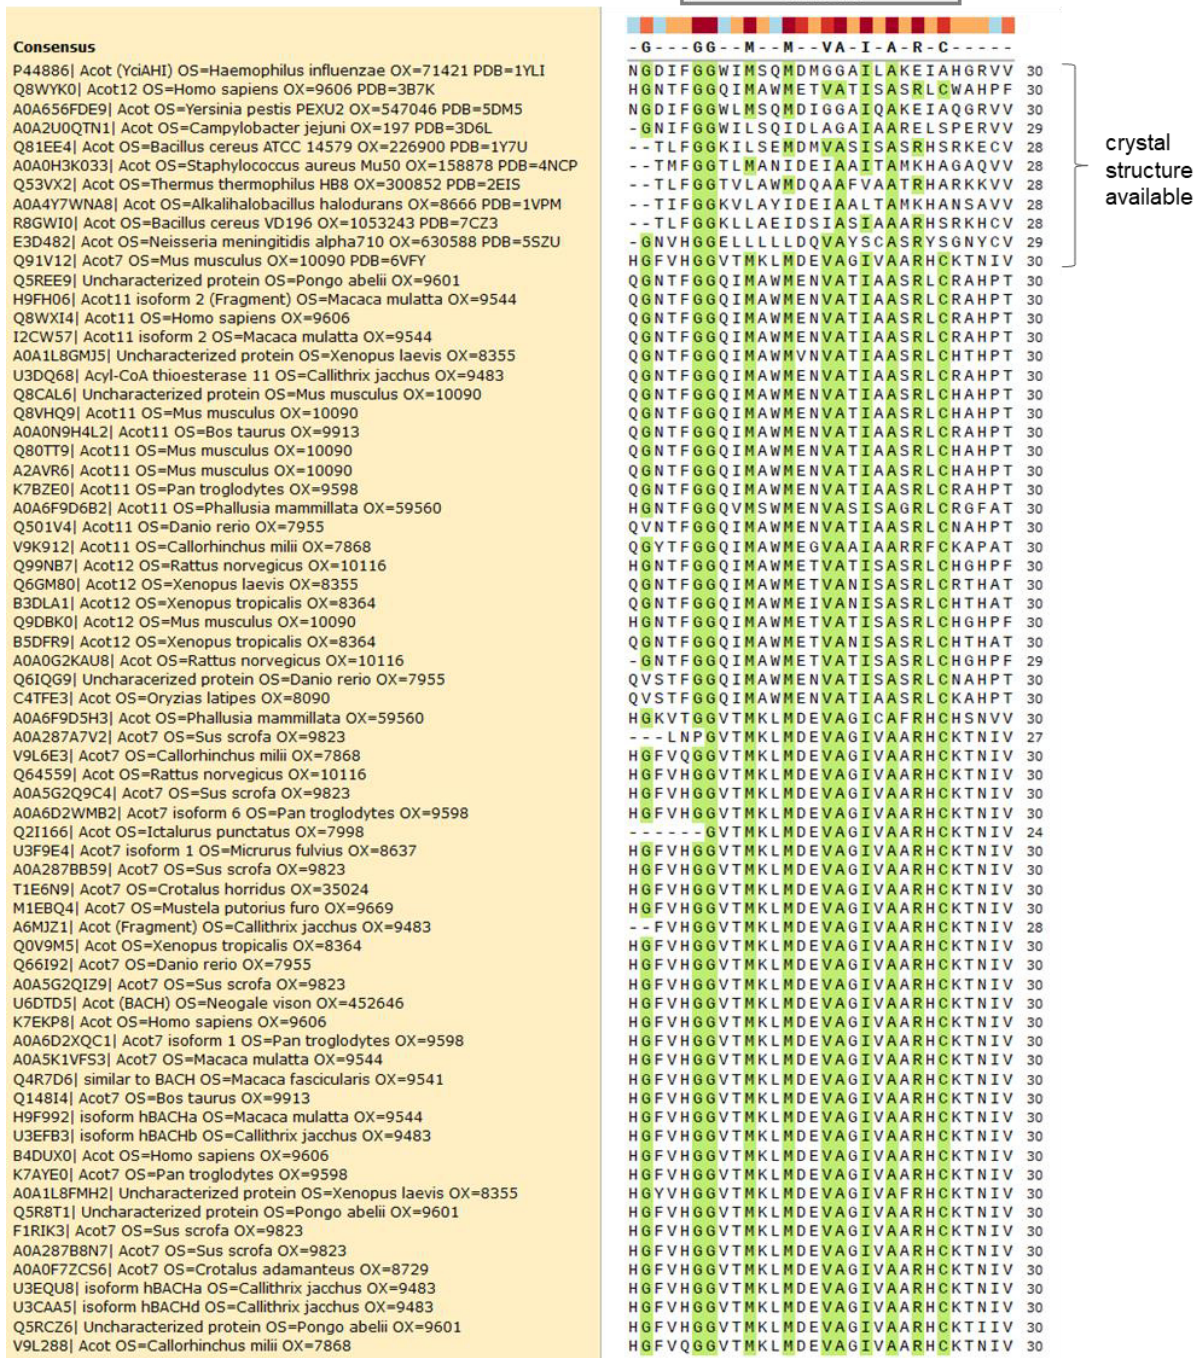 Consensus -G---GG--M--M--VA-I-A-R-C-----
P44886| Acot (YciAHI) OS=Haemophilus influenzae OX=71421 PDB=1YLI NGDIFGGWIMSQMDMGGAILAKEIAHGRVV 30
Q8WYK0| Acot12 OS=Homo sapiens OX=9606 PDB=3B7K HGNTFGGQIMAWMETVATISASRLCWAHPF 30
A0A656FDE9| Acot OS=Yersinia pestis PEXU2 OX=547046 PDB=5DM5 NGDIFGGWLMSQMDIGGAIQAKEIAQGRVV 30
A0A2U0QTN1| Acot OS=Campylobacter jejuni OX=197 PDB=3D6L -GNIFGGWILSQIDLAGAIAARELSPERVV 29
Q81EE4| Acot OS=Bacillus cereus ATCC 14579 OX=226900 PDB=1Y7U --TLFGGKILSEMDMVASISASRHSRKECV 28
A0A0H3K033| Acot OS=Staphylococcus aureus Mu50 OX=158878 PDB=4NCP --TMFGGTLMANIDEIAAITAMKHAGAQVV 28
Q53VX2| Acot OS=Thermus thermophilus HB8 OX=300852 PDB=2EIS --TLFGGTVLAWMDQAAFVAATRHARKKVV 28
A0A4Y7WNA8| Acot OS=Alkalihalobacillus halodurans OX=8666 PDB=1VPM --TIFGGKVLAYIDEIAALTAMKHANSAVV 28
R8GWI0| Acot OS=Bacillus cereus VD196 OX=1053243 PDB=7CZ3 --TLFGGKLLAEIDSIASIAAARHSRKHCV 28
E3D482| Acot OS=Neisseria meningitidis alpha710 OX=630588 PDB=5SZU -GNVHGGELLLLLDQVAYSCASRYSGNYCV 29
Q91V12| Acot7 OS=Mus musculus OX=10090 PDB=6VFY HGFVHGGVTMKLMDEVAGIVAARHCKTNIV 30
crystal
structure
available
Q5REE9| Uncharacterized protein OS=Pongo abelii OX=9601 QGNTFGGQIMAWMENVATIAASRLCRAHPT 30
H9FH06| Acot11 isoform 2 (Fragment) OS=Macaca mulatta OX=9544 QGNTFGGQIMAWMENVATIAASRLCRAHPT 30
Q8WXI4| Acot11 OS=Homo sapiens OX=9606 QGNTFGGQIMAWMENVATIAASRLCRAHPT 30
I2CW57| Acot11 isoform 2 OS=Macaca mulatta OX=9544 QGNTFGGQIMAWMENVATIAASRLCRAHPT 30
A0A1L8GMJ5| Uncharacterized protein OS=Xenopus laevis OX=8355 QGNTFGGQIMAWMVNVATIAASRLCHTHPT 30
U3DQ68| Acyl-CoA thioesterase 11 OS=Callithrix jacchus OX=9483 QGNTFGGQIMAWMENVATIAASRLCRAHPT 30
Q8CAL6| Uncharacterized protein OS=Mus musculus OX=10090 QGNTFGGQIMAWMENVATIAASRLCHAHPT 30
Q8VHQ9| Acot11 OS=Mus musculus OX=10090 QGNTFGGQIMAWMENVATIAASRLCHAHPT 30
A0A0N9H4L2| Acot11 OS=Bos taurus OX=9913 QGNTFGGQIMAWMENVATIAASRLCRAHPT 30
Q80TT9| Acot11 OS=Mus musculus OX=10090 QGNTFGGQIMAWMENVATIAASRLCHAHPT 30
A2AVR6| Acot11 OS=Mus musculus OX=10090 QGNTFGGQIMAWMENVATIAASRLCHAHPT 30
K7BZE0| Acot11 OS=Pan troglodytes OX=9598 QGNTFGGQIMAWMENVATIAASRLCRAHPT 30
A0A6F9D6B2| Acot11 OS=Phallusia mammillata OX=59560 HGNTFGGQVMSWMENVASISAGRLCRGFAT 30
Q501V4| Acot11 OS=Danio rerio OX=7955 QVNTFGGQIMAWMENVATIAASRLCNAHPT 30
V9K912| Acot11 OS=Callorhinchus milii OX=7868 QGYTFGGQIMAWMEGVAAIAARRFCKAPAT 30
Q99NB7| Acot12 OS=Rattus norvegicus OX=10116 HGNTFGGQIMAWMETVATISASRLCHGHPF 30
Q6GM80| Acot12 OS=Xenopus laevis OX=8355 QGNTFGGQIMAWMETVANISASRLCRTHAT 30
B3DLA1| Acot12 OS=Xenopus tropicalis OX=8364 QGNTFGGQIMAWMEIVANISASRLCHTHAT 30
Q9DBK0| Acot12 OS=Mus musculus OX=10090 HGNTFGGQIMAWMETVATISASRLCHGHPF 30
B5DFR9| Acot12 OS=Xenopus tropicalis OX=8364 QGNTFGGQIMAWMETVANISASRLCHTHAT 30
A0A0G2KAU8| Acot OS=Rattus norvegicus OX=10116 -GNTFGGQIMAWMETVATISASRLCHGHPF 29
Q6IQG9| Uncharacerized protein OS=Danio rerio OX=7955 QVSTFGGQIMAWMENVATIAASRLCNAHPT 30
C4TFE3| Acot OS=Oryzias latipes OX=8090 QVSTFGGQIMAWMENVATIAASRLCKAHPT 30
A0A6F9D5H3| Acot OS=Phallusia mammillata OX=59560 HGKVTGGVTMKLMDEVAGICAFRHCHSNVV 30
A0A287A7V2| Acot7 OS=Sus scrofa OX=9823 ---LNPGVTMKLMDEVAGIVAARHCKTNIV 27
V9L6E3| Acot7 OS=Callorhinchus milii OX=7868 HGFVQGGVTMKLMDEVAGIVAARHCKTNIV 30
Q64559| Acot OS=Rattus norvegicus OX=10116 HGFVHGGVTMKLMDEVAGIVAARHCKTNIV 30
A0A5G2Q9C4| Acot7 OS=Sus scrofa OX=9823 HGFVHGGVTMKLMDEVAGIVAARHCKTNIV 30
A0A6D2WMB2| Acot7 isoform 6 OS=Pan troglodytes OX=9598 HGFVHGGVTMKLMDEVAGIVAARHCKTNIV 30
Q2I166| Acot OS=Ictalurus punctatus OX=7998 ------GVTMKLMDEVAGIVAARHCKTNIV 24
U3F9E4| Acot7 isoform 1 OS=Micrurus fulvius OX=8637 HGFVHGGVTMKLMDEVAGIVAARHCKTNIV 30
A0A287BB59| Acot7 OS=Sus scrofa OX=9823 HGFVHGGVTMKLMDEVAGIVAARHCKTNIV 30
T1E6N9| Acot7 OS=Crotalus horridus OX=35024 HGFVHGGVTMKLMDEVAGIVAARHCKTNIV 30
M1EBQ4| Acot7 OS=Mustela putorius furo OX=9669 HGFVHGGVTMKLMDEVAGIVAARHCKTNIV 30
A6MJZ1| Acot (Fragment) OS=Callithrix jacchus OX=9483 --FVHGGVTMKLMDEVAGIVAARHCKTNIV 28
Q0V9M5| Acot OS=Xenopus tropicalis OX=8364 HGFVHGGVTMKLMDEVAGIVAARHCKTNIV 30
Q66I92| Acot7 OS=Danio rerio OX=7955 HGFVHGGVTMKLMDEVAGIVAARHCKTNIV 30
A0A5G2QIZ9| Acot7 OS=Sus scrofa OX=9823 HGFVHGGVTMKLMDEVAGIVAARHCKTNIV 30
U6DTD5| Acot (BACH) OS=Neogale vison OX=452646 HGFVHGGVTMKLMDEVAGIVAARHCKTNIV 30
K7EKP8| Acot OS=Homo sapiens OX=9606 HGFVHGGVTMKLMDEVAGIVAARHCKTNIV 30
A0A6D2XQC1| Acot7 isoform 1 OS=Pan troglodytes OX=9598 HGFVHGGVTMKLMDEVAGIVAARHCKTNIV 30
A0A5K1VFS3| Acot7 OS=Macaca mulatta OX=9544 HGFVHGGVTMKLMDEVAGIVAARHCKTNIV 30
Q4R7D6| similar to BACH OS=Macaca fascicularis OX=9541 HGFVHGGVTMKLMDEVAGIVAARHCKTNIV 30
Q148I4| Acot7 OS=Bos taurus OX=9913 HGFVHGGVTMKLMDEVAGIVAARHCKTNIV 30
H9F992| isoform hBACHa OS=Macaca mulatta OX=9544 HGFVHGGVTMKLMDEVAGIVAARHCKTNIV 30
U3EFB3| isoform hBACHb OS=Callithrix jacchus OX=9483 HGFVHGGVTMKLMDEVAGIVAARHCKTNIV 30
B4DUX0| Acot OS=Homo sapiens OX=9606 HGFVHGGVTMKLMDEVAGIVAARHCKTNIV 30
K7AYE0| Acot7 OS=Pan troglodytes OX=9598 HGFVHGGVTMKLMDEVAGIVAARHCKTNIV 30
A0A1L8FMH2| Uncharacterized protein OS=Xenopus laevis OX=8355 HGYVHGGVTMKLMDEVAGIVAFRHCKTNIV 30
Q5R8T1| Uncharacterized protein OS=Pongo abelii OX=9601 HGFVHGGVTMKLMDEVAGIVAARHCKTNIV 30
F1RIK3| Acot7 OS=Sus scrofa OX=9823 HGFVHGGVTMKLMDEVAGIVAARHCKTNIV 30
A0A287B8N7| Acot7 OS=Sus scrofa OX=9823 HGFVHGGVTMKLMDEVAGIVAARHCKTNIV 30
A0A0F7ZCS6| Acot7 OS=Crotalus adamanteus OX=8729 HGFVHGGVTMKLMDEVAGIVAARHCKTNIV 30
U3EQU8| isoform hBACHa OS=Callithrix jacchus OX=9483 HGFVHGGVTMKLMDEVAGIVAARHCKTNIV 30
U3CAA5| isoform hBACHd OS=Callithrix jacchus OX=9483 HGFVHGGVTMKLMDEVAGIVAARHCKTNIV 30
Q5RCZ6| Uncharacterized protein OS=Pongo abelii OX=9601 HGFVHGGVTMKLMDEVAGIVAARHCKTIIV 30
V9L288| Acot OS=Callorhinchus milii OX=7868 HGFVQGGVTMKLMDEVAGIVAARHCKTNIV 30